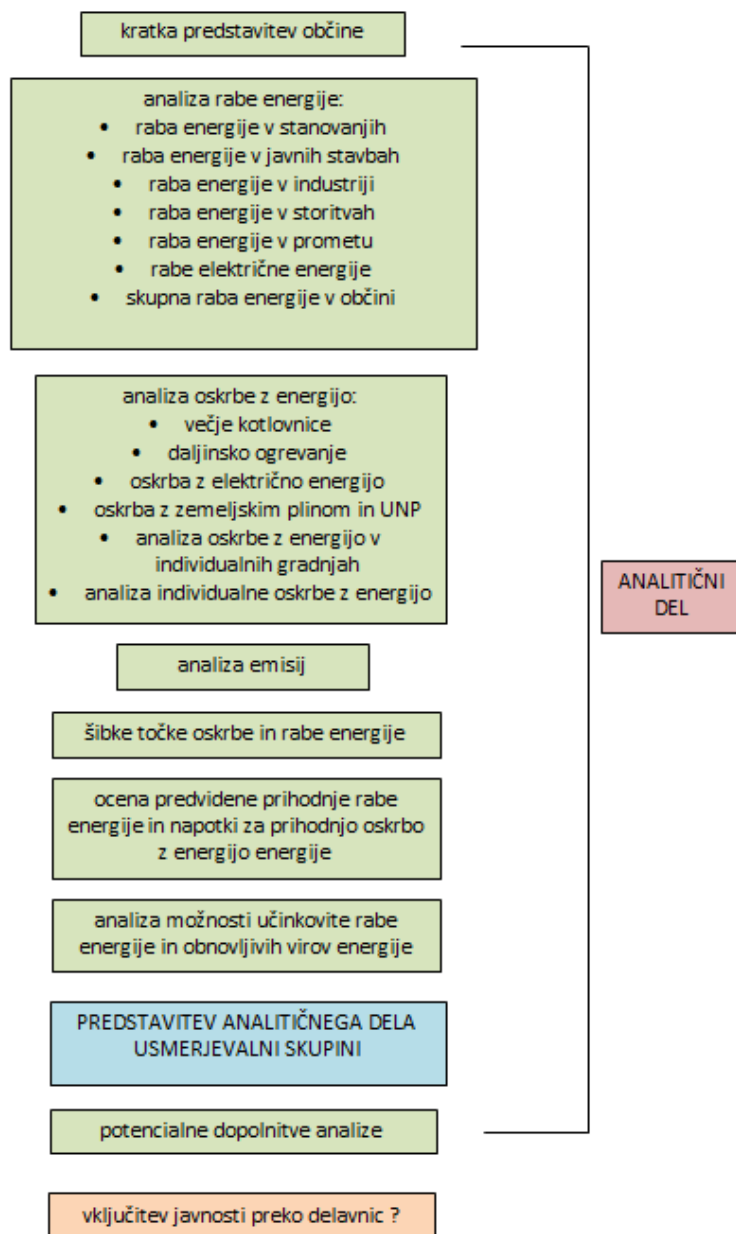 kratka predstavitev občine
analiza rabe energije:
• raba energije v stanovanjih
• raba energije v javnih stavbah
• raba energije v industriji
• raba energije v storitvah
• raba energije v prometu
• rabe električne energije
• skupna raba energije v občini
analiza oskrbe z energijo:
• večje kotlovnice
• daljinsko ogrevanje
• oskrba z električno energijo
• oskrba z zemeljskim plinom in UNP
• analiza oskrbe z energijo v
individualnih gradnjah
• analiza individualne oskrbe z energijo
ANALITIČNI
DEL
analiza emisij
šibke točke oskrbe in rabe energije
ocena predvidene prihodnje rabe
energije in napotki za prihodnjo oskrbo
z energijo energije
analiza možnosti učinkovite rabe
energije in obnovljivih virov energije
PREDSTAVITEV ANALITIČNEGA DELA
USMERJEVALNI SKUPINI
potencialne dopolnitve analize
vključitev javnosti preko delavnic ?